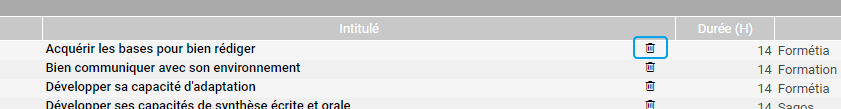 Intitulé Durée (H)
Acquérir les bases pour bien rédiger 14 Formétia
Bien communiquer avec son environnement 14 Formation
Développer sa capacité d'adaptation 14 Formétia
Développer ses capacités de synthèse écrite et orale 14 Sagos